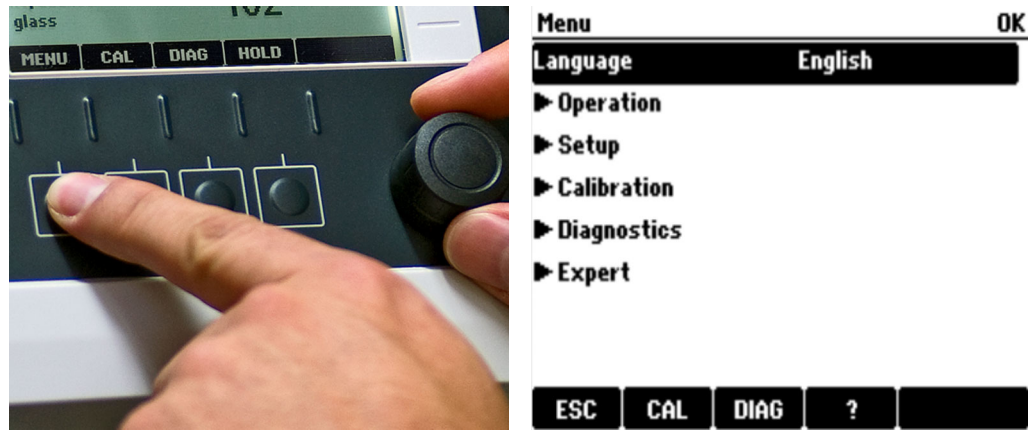 glass
MENU CAL DIAG HOLD
Menu OK
Language English
Operation
Setup
Calibration
Diagnostics
Expert
ESC CAL DIAG ?